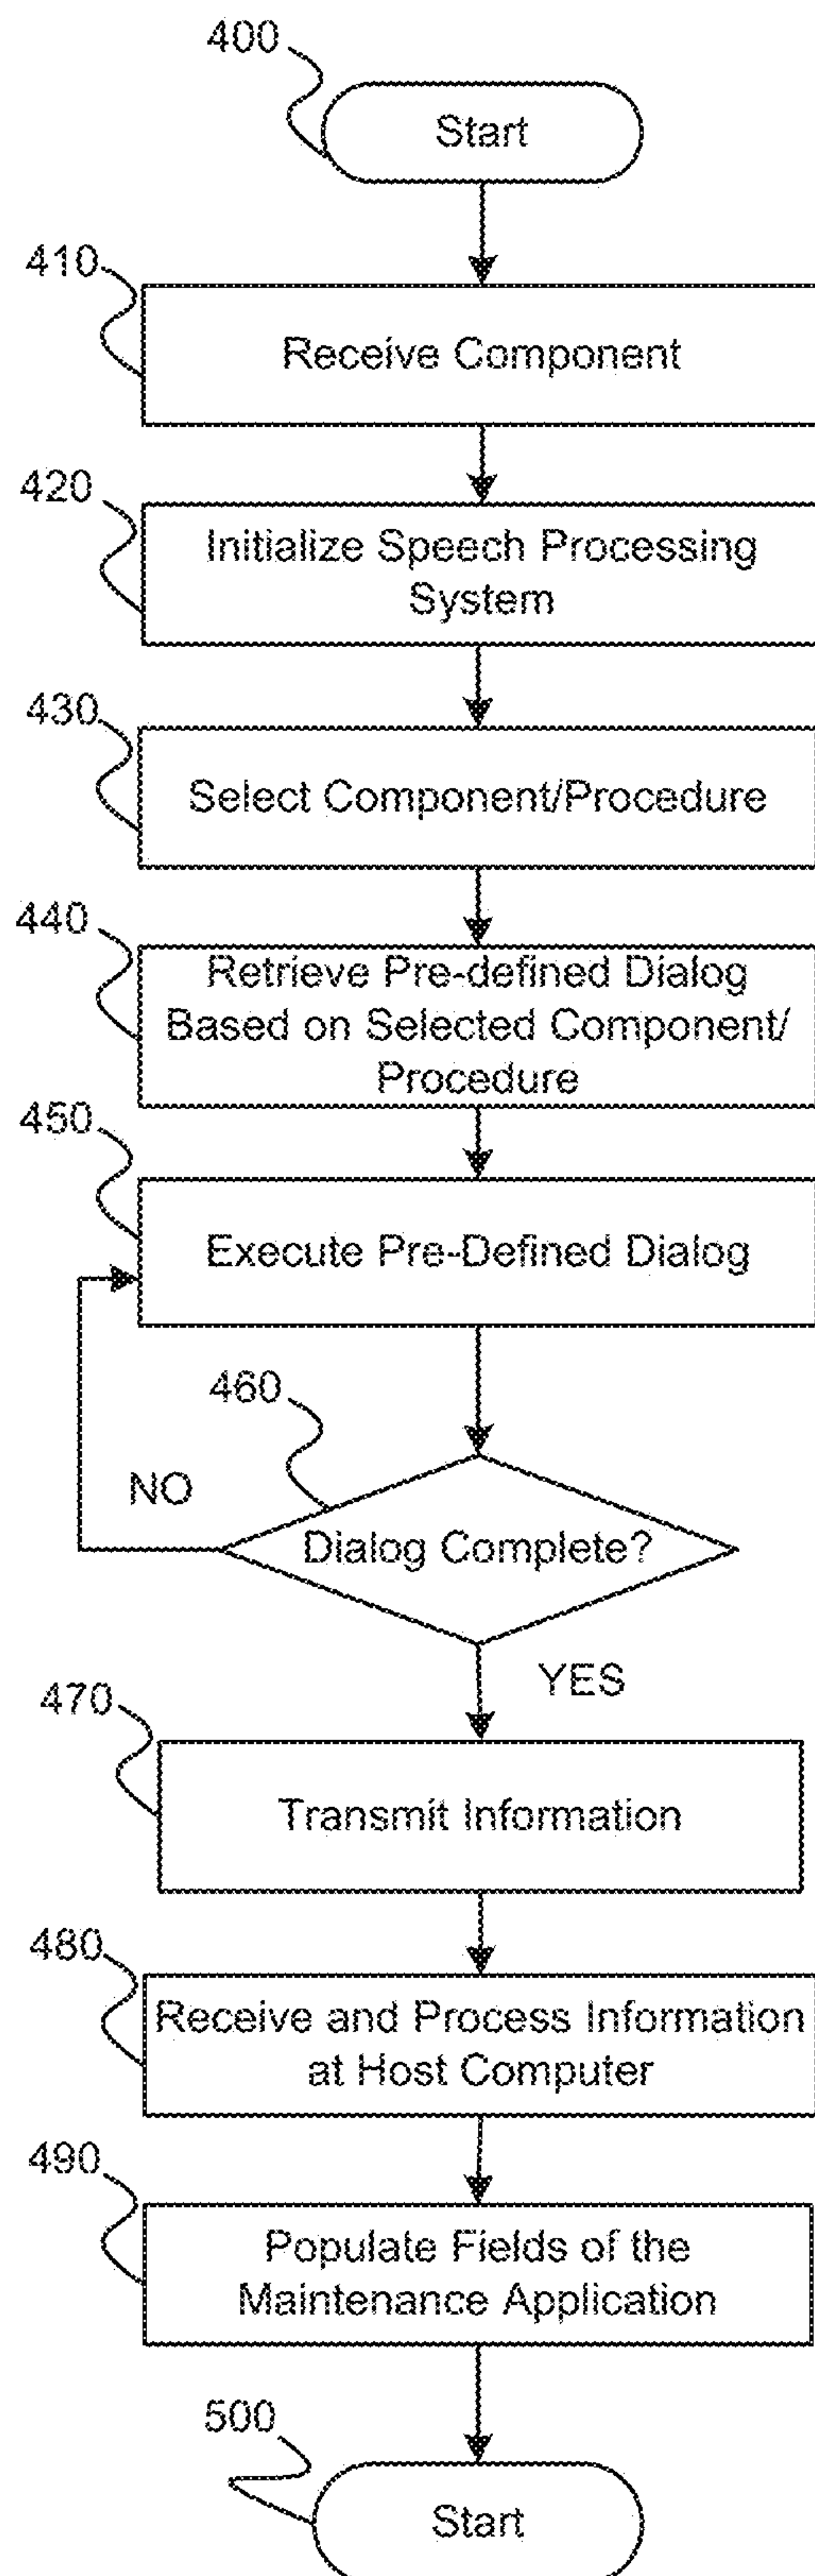 400
Start
410
Receive Component
420
Initialize Speech Processing
System
430
Select Component/Procedure
440
Retrieve Pre-defined Dialog
Based on Selected Component/
Procedure
450
Execute Pre-Defined Dialog
460
NO
Dialog Complete?
YES
470
Transmit Information
480
Receive and Process Information
at Host Computer
490
Populate Fields of the
Maintenance Application
500
Start